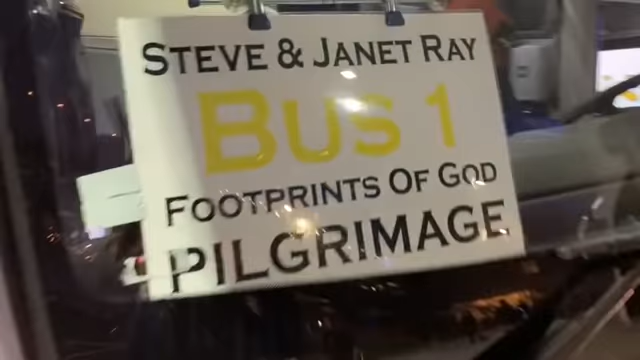 STEVE & JANET RAY
BUS 1
FOOTPRINTS OF GOD
PILGRIMAGE